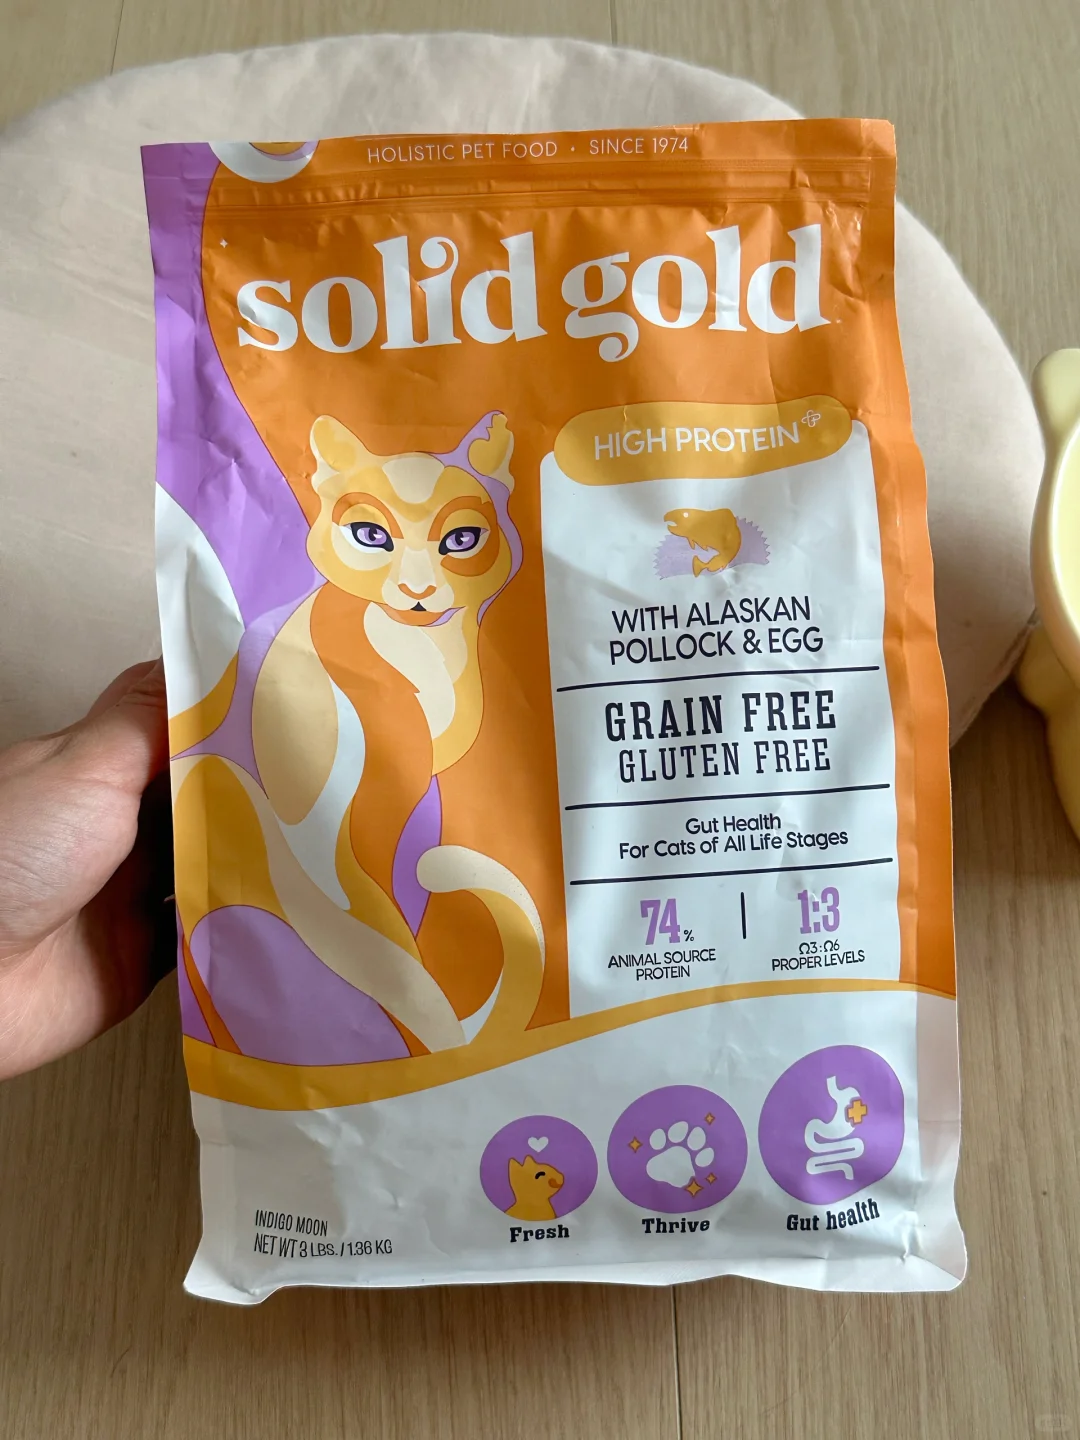 HOLISTIC PET FOOD • SINCE 1974
solid gold
HIGH PROTEIN
WITH ALASKAN
POLLOCK & EGG
GRAIN FREE
GLUTEN FREE
Gut Health
For Cats of All Life Stages
74%
ANIMAL SOURCE
PROTEIN
1:3
Ω3:Ω6
PROPER LEVELS
Fresh
Thrive
Gut health
INDIGO MOON
NET WT 3 LBS. / 1.36 KG